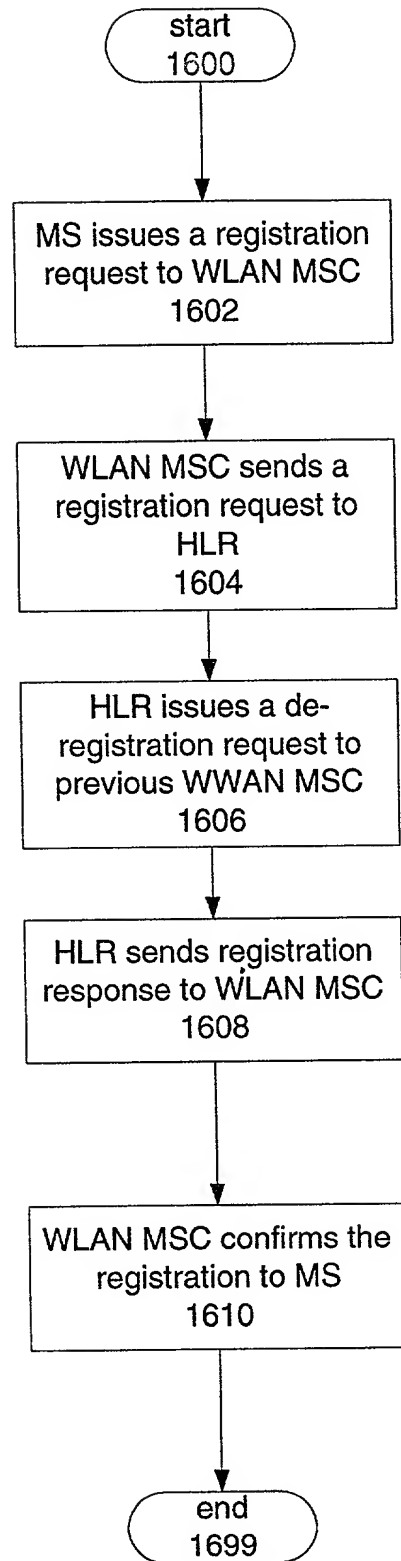 start
1600
MS issues a registration
request to WLAN MSC
1602
WLAN MSC sends a
registration request to
HLR
1604
HLR issues a de-
registration request to
previous WWAN MSC
1606
HLR sends registration
response to WLAN MSC
1608
WLAN MSC confirms the
registration to MS
1610
end
1699